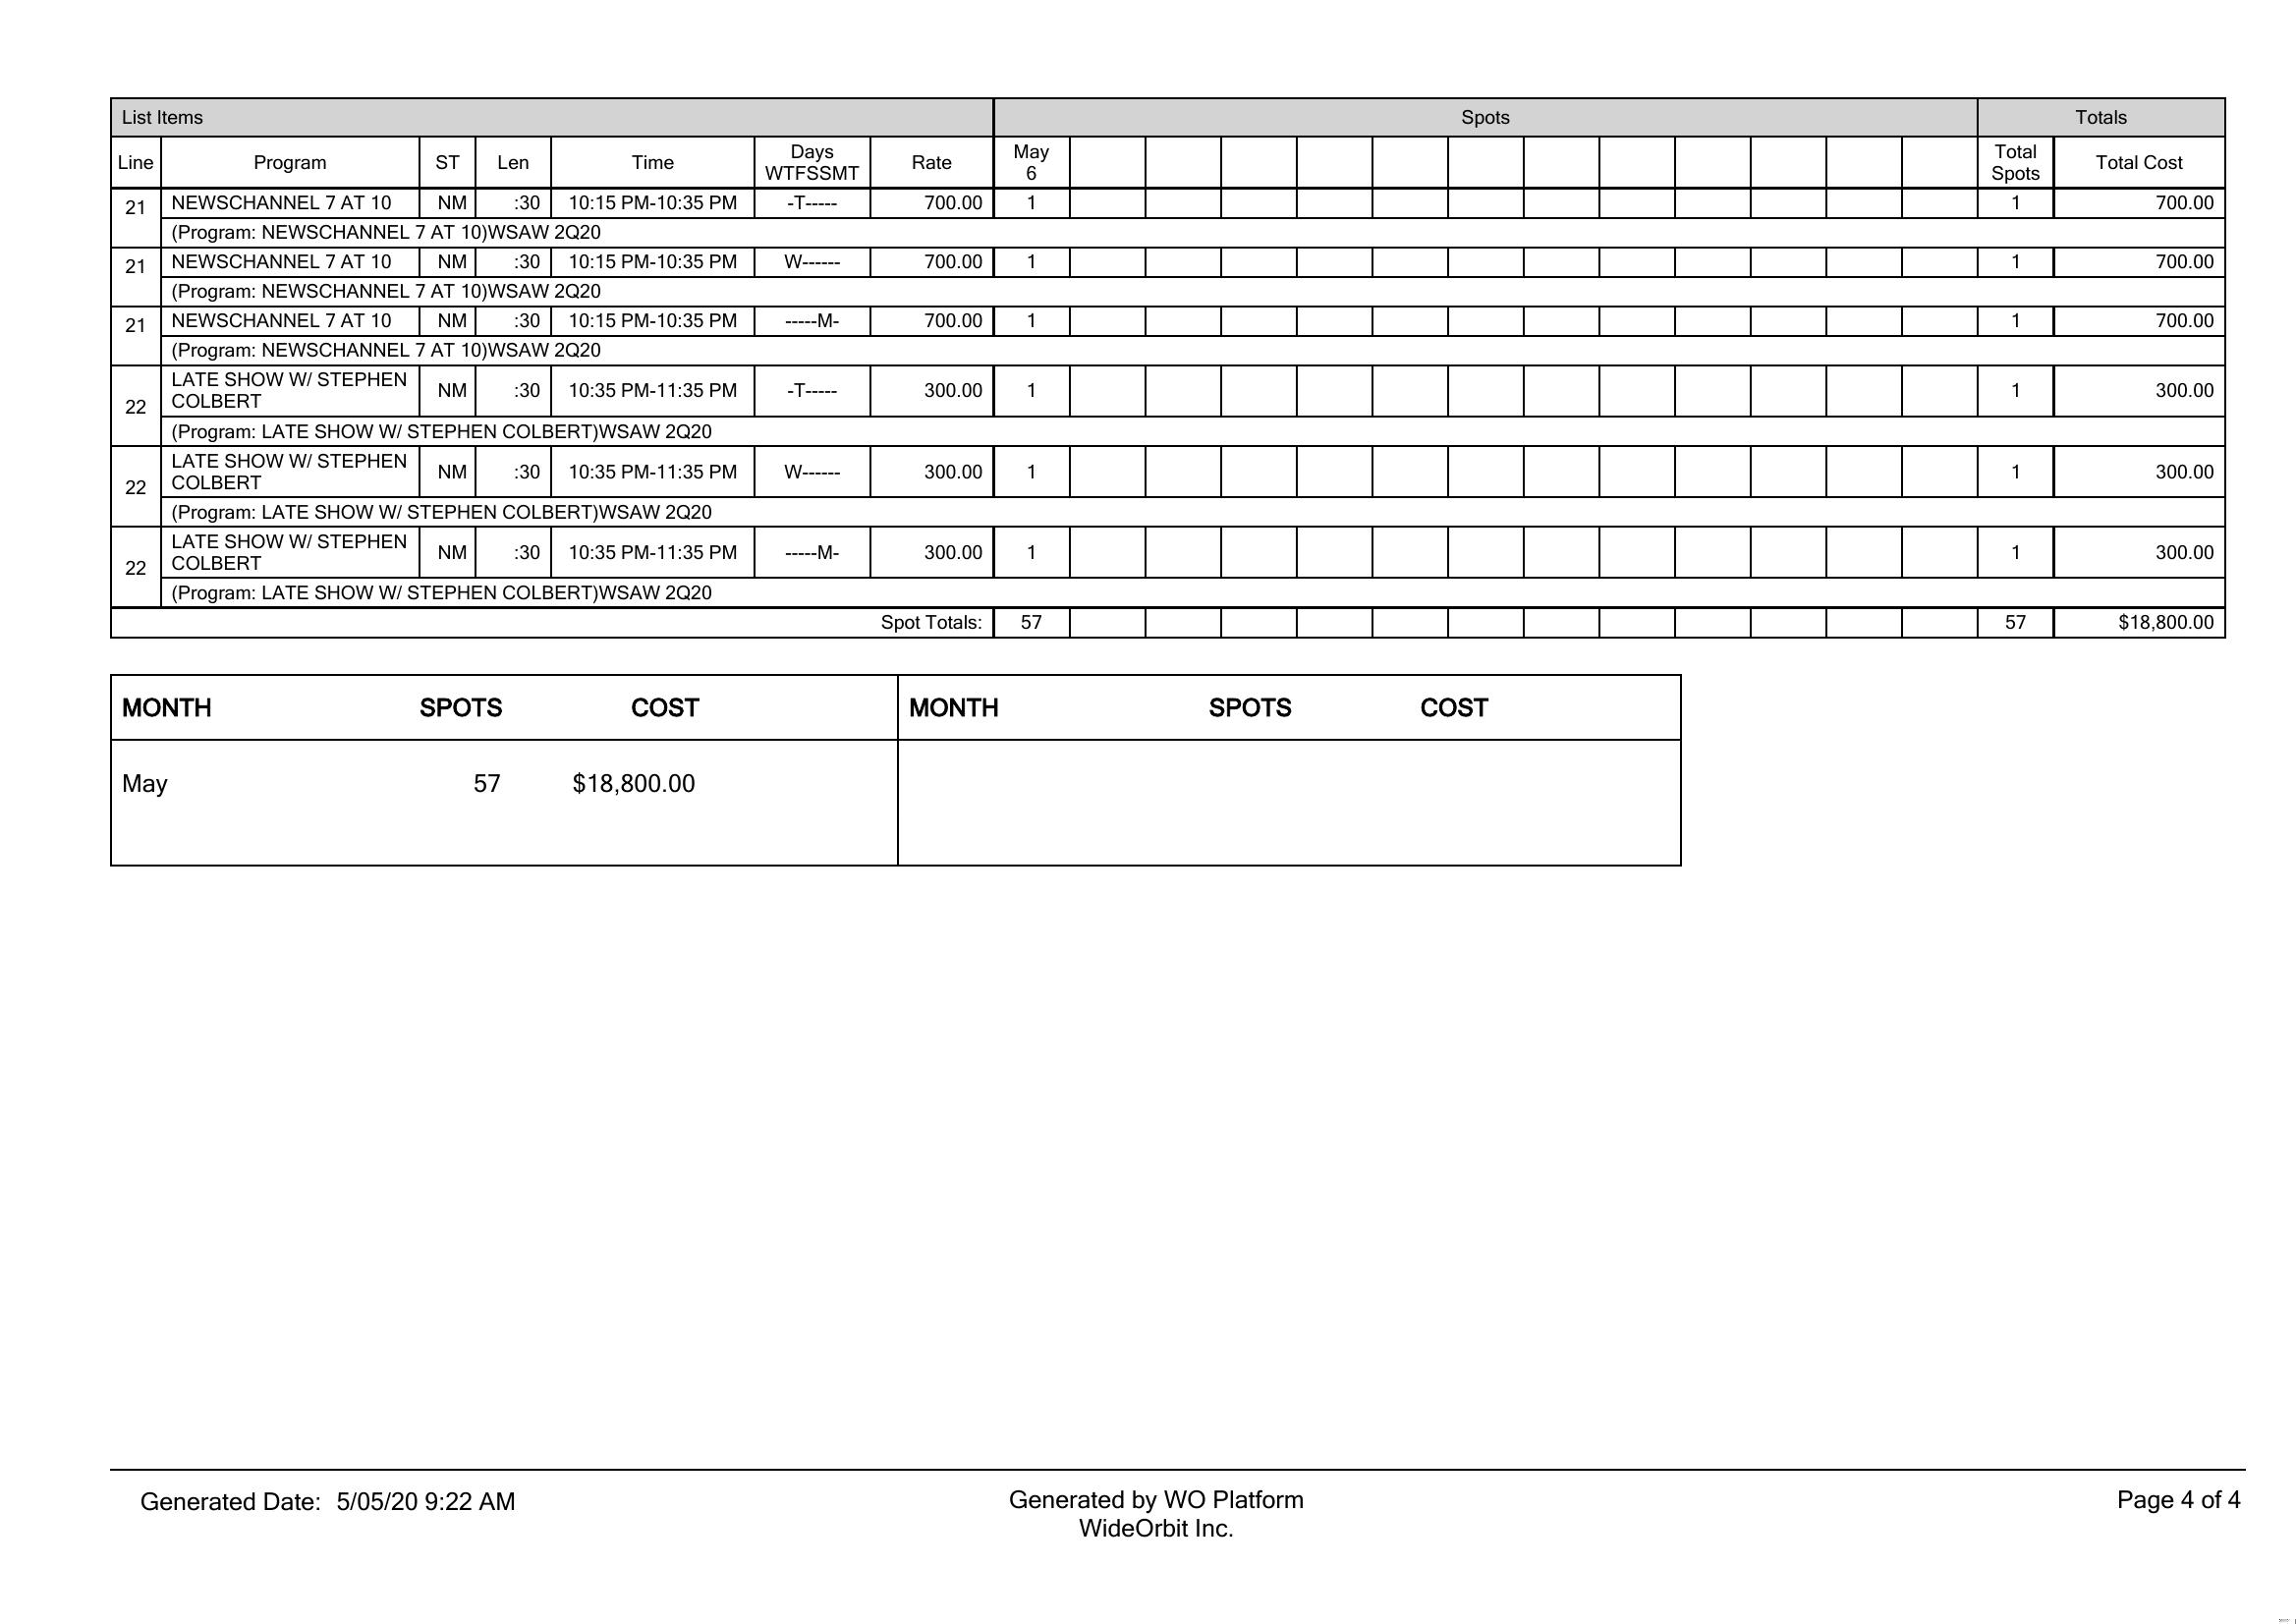 List Items Spots Totals
Line Program ST Len Time Days WTFSSMT Rate May 6 Total Spots Total Cost
21 NEWSCHANNEL 7 AT 10 NM :30 10:15 PM-10:35 PM -T----- 700.00 1 1 700.00
(Program: NEWSCHANNEL 7 AT 10)WSAW 2Q20
21 NEWSCHANNEL 7 AT 10 NM :30 10:15 PM-10:35 PM W------ 700.00 1 1 700.00
(Program: NEWSCHANNEL 7 AT 10)WSAW 2Q20
21 NEWSCHANNEL 7 AT 10 NM :30 10:15 PM-10:35 PM -----M- 700.00 1 1 700.00
(Program: NEWSCHANNEL 7 AT 10)WSAW 2Q20
22 LATE SHOW W/ STEPHEN COLBERT NM :30 10:35 PM-11:35 PM -T----- 300.00 1 1 300.00
(Program: LATE SHOW W/ STEPHEN COLBERT)WSAW 2Q20
22 LATE SHOW W/ STEPHEN COLBERT NM :30 10:35 PM-11:35 PM W------ 300.00 1 1 300.00
(Program: LATE SHOW W/ STEPHEN COLBERT)WSAW 2Q20
22 LATE SHOW W/ STEPHEN COLBERT NM :30 10:35 PM-11:35 PM -----M- 300.00 1 1 300.00
(Program: LATE SHOW W/ STEPHEN COLBERT)WSAW 2Q20
Spot Totals: 57 57 $18,800.00
MONTH SPOTS COST MONTH SPOTS COST
May 57 $18,800.00
Generated Date: 5/05/20 9:22 AM Generated by WO Platform Page 4 of 4
WideOrbit Inc.